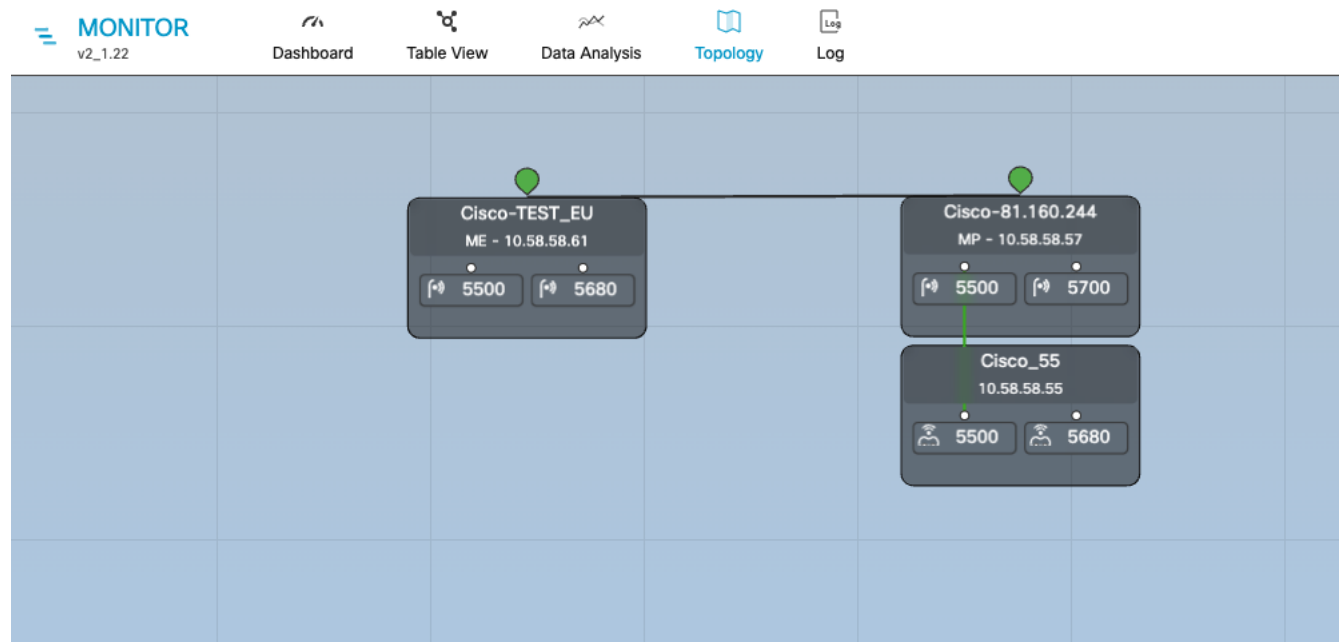 MONITOR
v2_1.22
Dashboard
Table View
Data Analysis
Topology
Log
Log
Cisco-TEST_EU
ME - 10.58.58.61
5500
5680
Cisco-81.160.244
MP - 10.58.58.57
5500
5700
Cisco_55
10.58.58.55
5500
5680